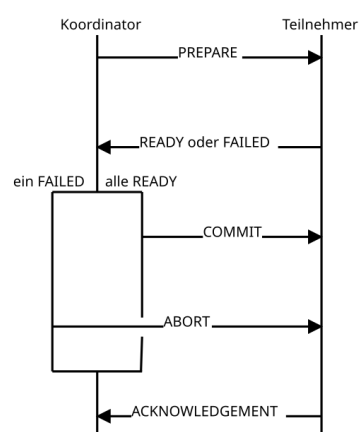 Koordinator
Teilnehmer
PREPARE
READY oder FAILED
ein FAILED
alle READY
COMMIT
ABORT
ACKNOWLEDGEMENT